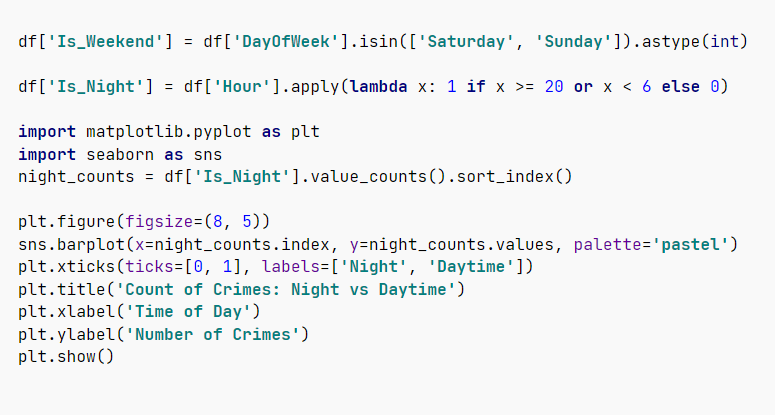 df['Is_Weekend'] = df['DayOfWeek'].isin(['Saturday', 'Sunday']).astype(int)
df['Is_Night'] = df['Hour'].apply(lambda x: 1 if x >= 20 or x < 6 else 0)
import matplotlib.pyplot as plt
import seaborn as sns
night_counts = df['Is_Night'].value_counts().sort_index()
plt.figure(figsize=(8, 5))
sns.barplot(x=night_counts.index, y=night_counts.values, palette='pastel')
plt.xticks(ticks=[0, 1], labels=['Night', 'Daytime'])
plt.title('Count of Crimes: Night vs Daytime')
plt.xlabel('Time of Day')
plt.ylabel('Number of Crimes')
plt.show()